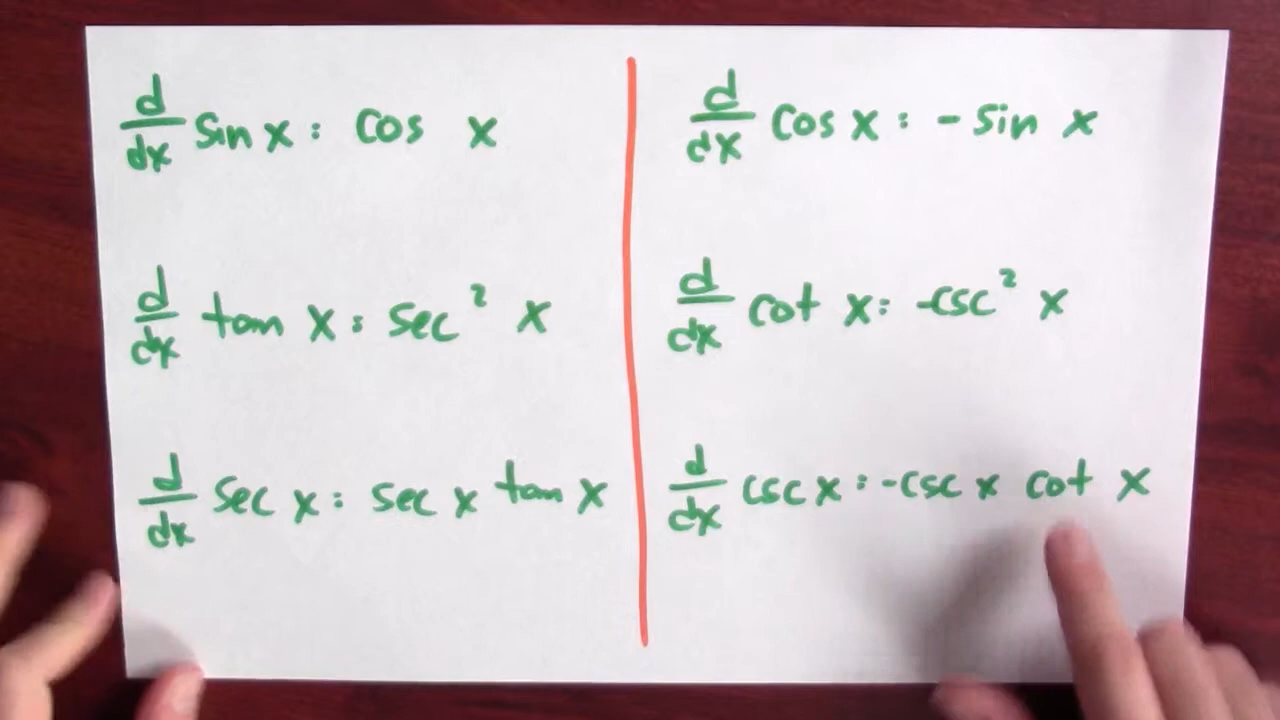 d/dx sin x = cos x
d/dx tan x = sec² x
d/dx sec x = sec x tan x
d/dx cos x = - sin x
d/dx cot x = -csc² x
d/dx csc x = -csc x cot x